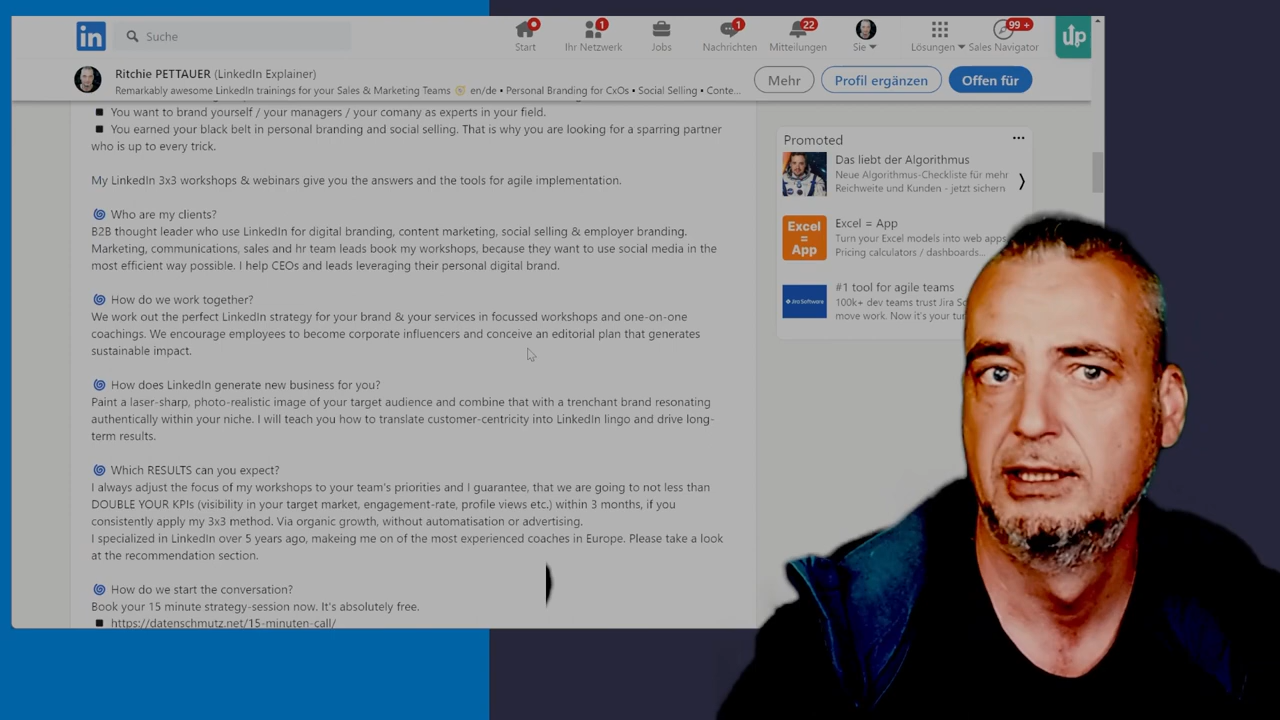 in
Suche
Start
1
Ihr Netzwerk
Jobs
1
Nachrichten
22
Mitteilungen
Sie
Lösungen
99 +
Sales Navigator
up
Ritchie PETTAUER (LinkedIn Explainer)
Remarkably awesome LinkedIn trainings for your Sales & Marketing Teams en/de • Personal Branding for CxOs • Social Selling • Conte...
Mehr
Profil ergänzen
Offen für
You want to brand yourself / your managers / your comany as experts in your field.
You earned your black belt in personal branding and social selling. That is why you are looking for a sparring partner
who is up to every trick.
My LinkedIn 3x3 workshops & webinars give you the answers and the tools for agile implementation.
Who are my clients?
B2B thought leader who use LinkedIn for digital branding, content marketing, social selling & employer branding.
Marketing, communications, sales and hr team leads book my workshops, because they want to use social media in the
most efficient way possible. I help CEOs and leads leveraging their personal digital brand.
How do we work together?
We work out the perfect LinkedIn strategy for your brand & your services in focussed workshops and one-on-one
coachings. We encourage employees to become corporate influencers and conceive an editorial plan that generates
sustainable impact.
How does LinkedIn generate new business for you?
Paint a laser-sharp, photo-realistic image of your target audience and combine that with a trenchant brand resonating
authentically within your niche. I will teach you how to translate customer-centricity into LinkedIn lingo and drive long-
term results.
Which RESULTS can you expect?
I always adjust the focus of my workshops to your team's priorities and I guarantee, that we are going to not less than
DOUBLE YOUR KPIs (visibility in your target market, engagement-rate, profile views etc.) within 3 months, if you
consistently apply my 3x3 method. Via organic growth, without automatisation or advertising.
I specialized in LinkedIn over 5 years ago, makeing me on of the most experienced coaches in Europe. Please take a look
at the recommendation section.
How do we start the conversation?
Book your 15 minute strategy-session now. It's absolutely free.
https://datenschmutz.net/15-minuten-call/
Promoted
Das liebt der Algorithmus
Neue Algorithmus-Checkliste für mehr
Reichweite und Kunden - jetzt sichern
Excel
=
App
Excel = App
Turn your Excel models into web apps
Pricing calculators / dashboards...
Jira Software
#1 tool for agile teams
100k+ dev teams trust Jira
move work. Now it's your